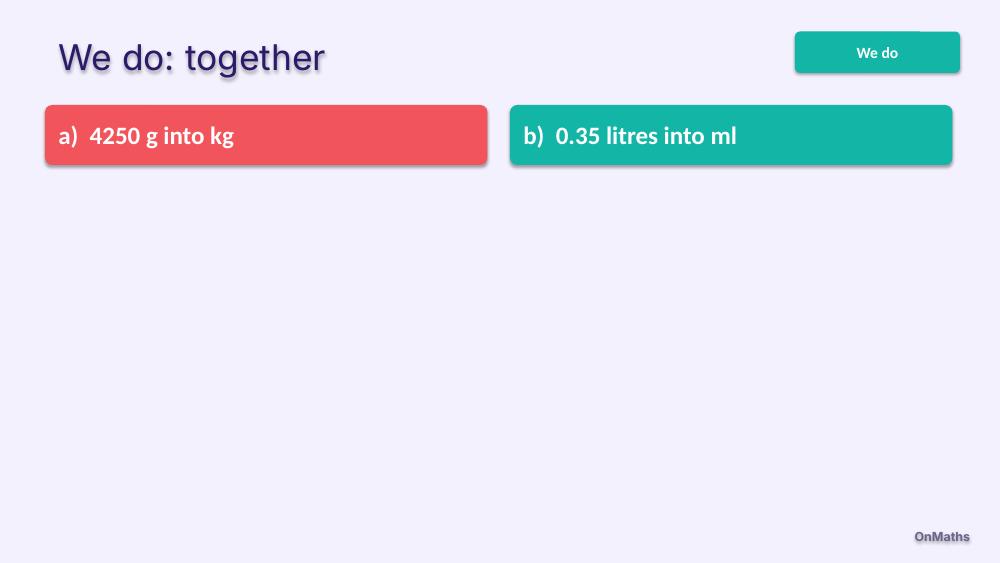 We do: together
We do
a) 4250 g into kg
b) 0.35 litres into ml
OnMaths